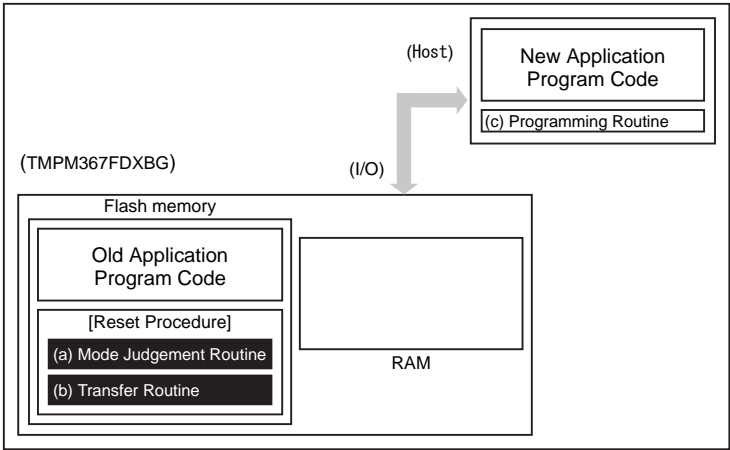 (Host)
New Application
Program Code
(c) Programming Routine
(TMPM367FDXBG)
(I/O)
Flash memory
Old Application
Program Code
[Reset Procedure]
(a) Mode Judgement Routine
(b) Transfer Routine
RAM